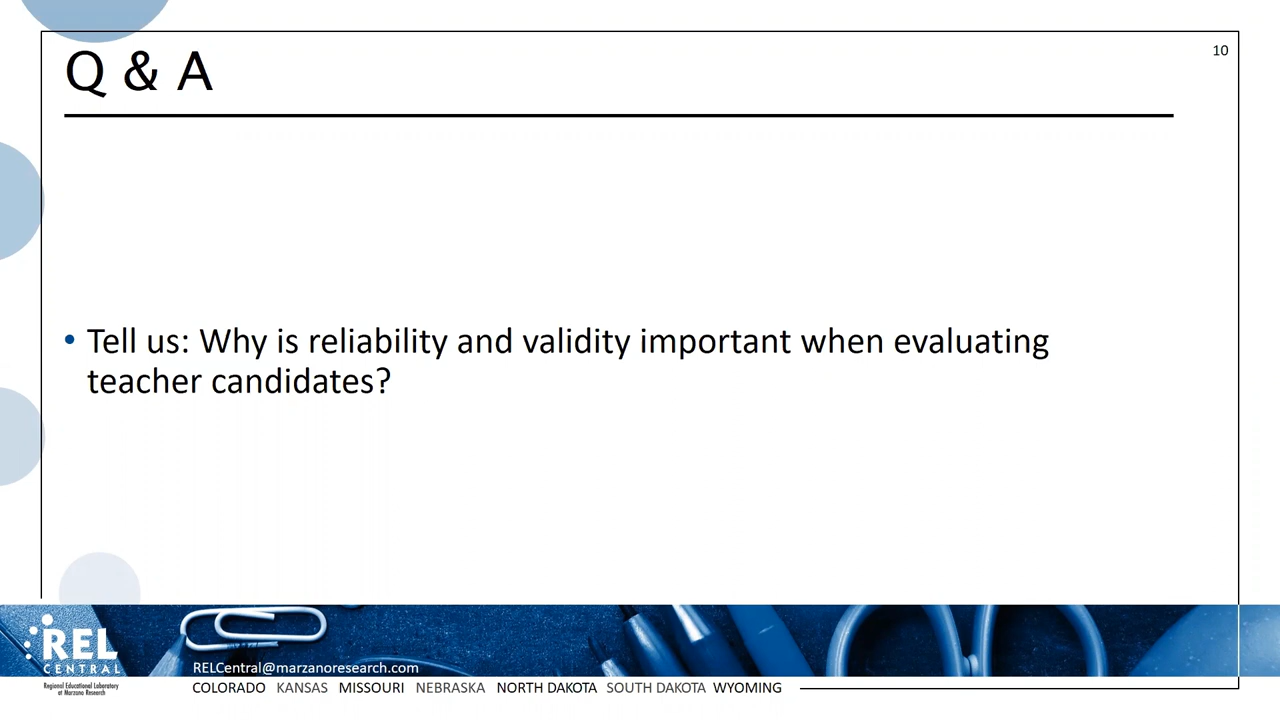 10
Q & A
• Tell us: Why is reliability and validity important when evaluating
teacher candidates?
REL
CENTRAL
Regional Educational Laboratory
at Marzano Research
RELCentral@marzanoresearch.com
COLORADO KANSAS MISSOURI NEBRASKA NORTH DAKOTA SOUTH DAKOTA WYOMING